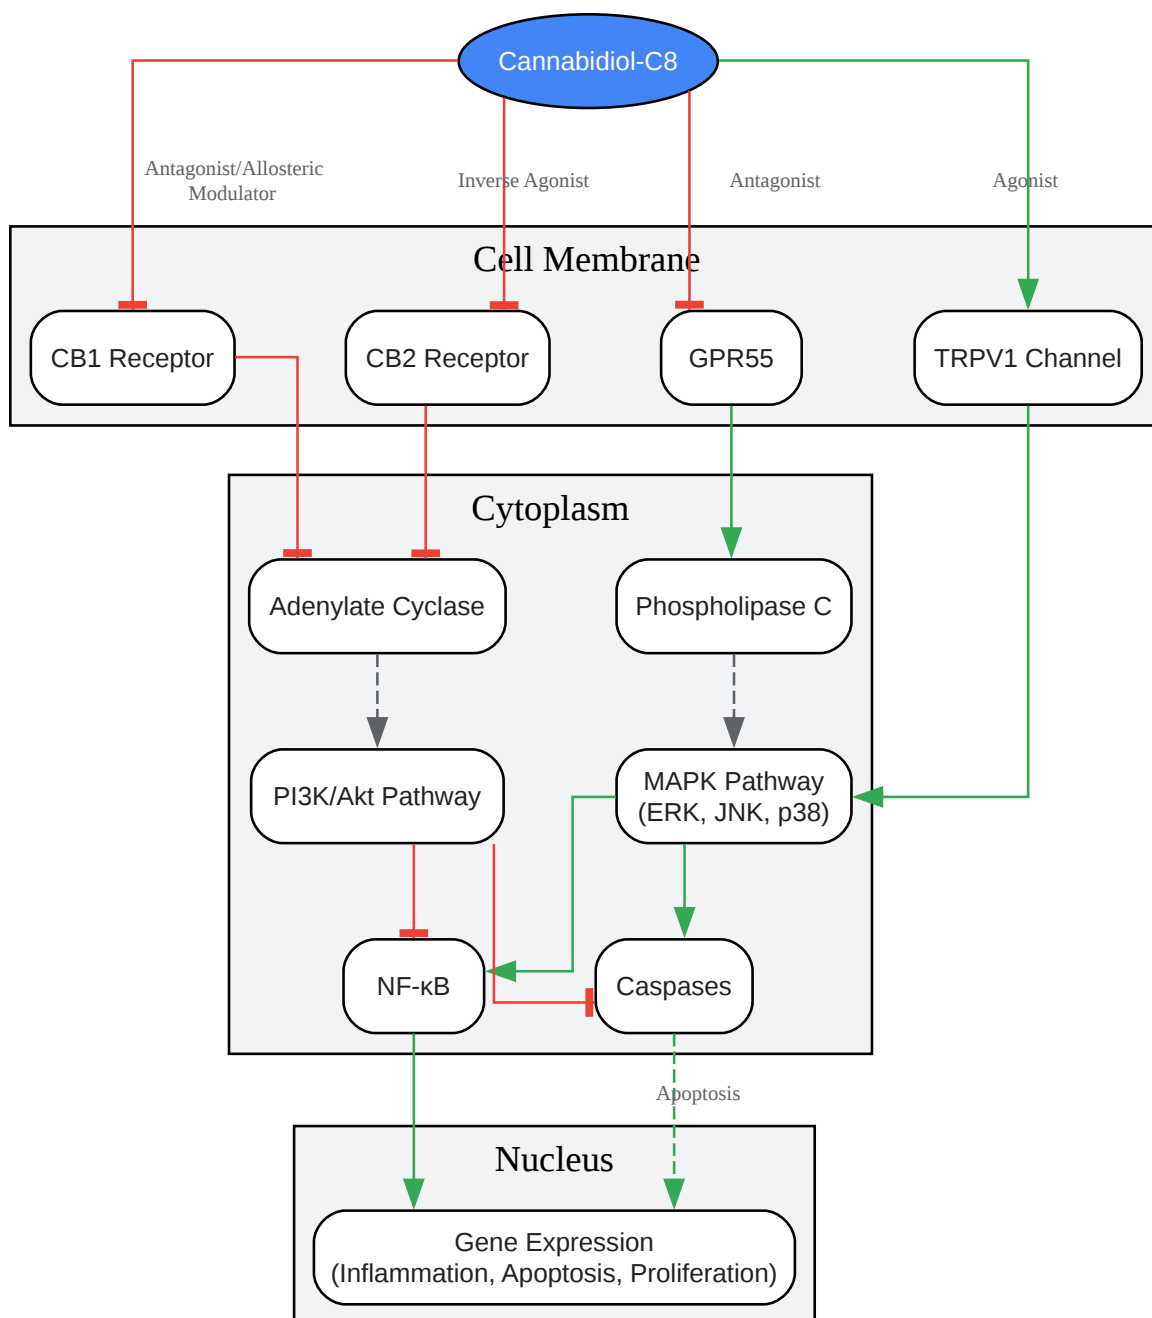 Cannabidiol-C8
Antagonist/Allosteric
Modulator
Inverse Agonist
Antagonist
Agonist
Cell Membrane
CB1 Receptor
CB2 Receptor
GPR55
TRPV1 Channel
Cytoplasm
Adenylate Cyclase
Phospholipase C
PI3K/Akt Pathway
MAPK Pathway
(ERK, JNK, p38)
NF-κB
Caspases
Apoptosis
Nucleus
Gene Expression
(Inflammation, Apoptosis, Proliferation)